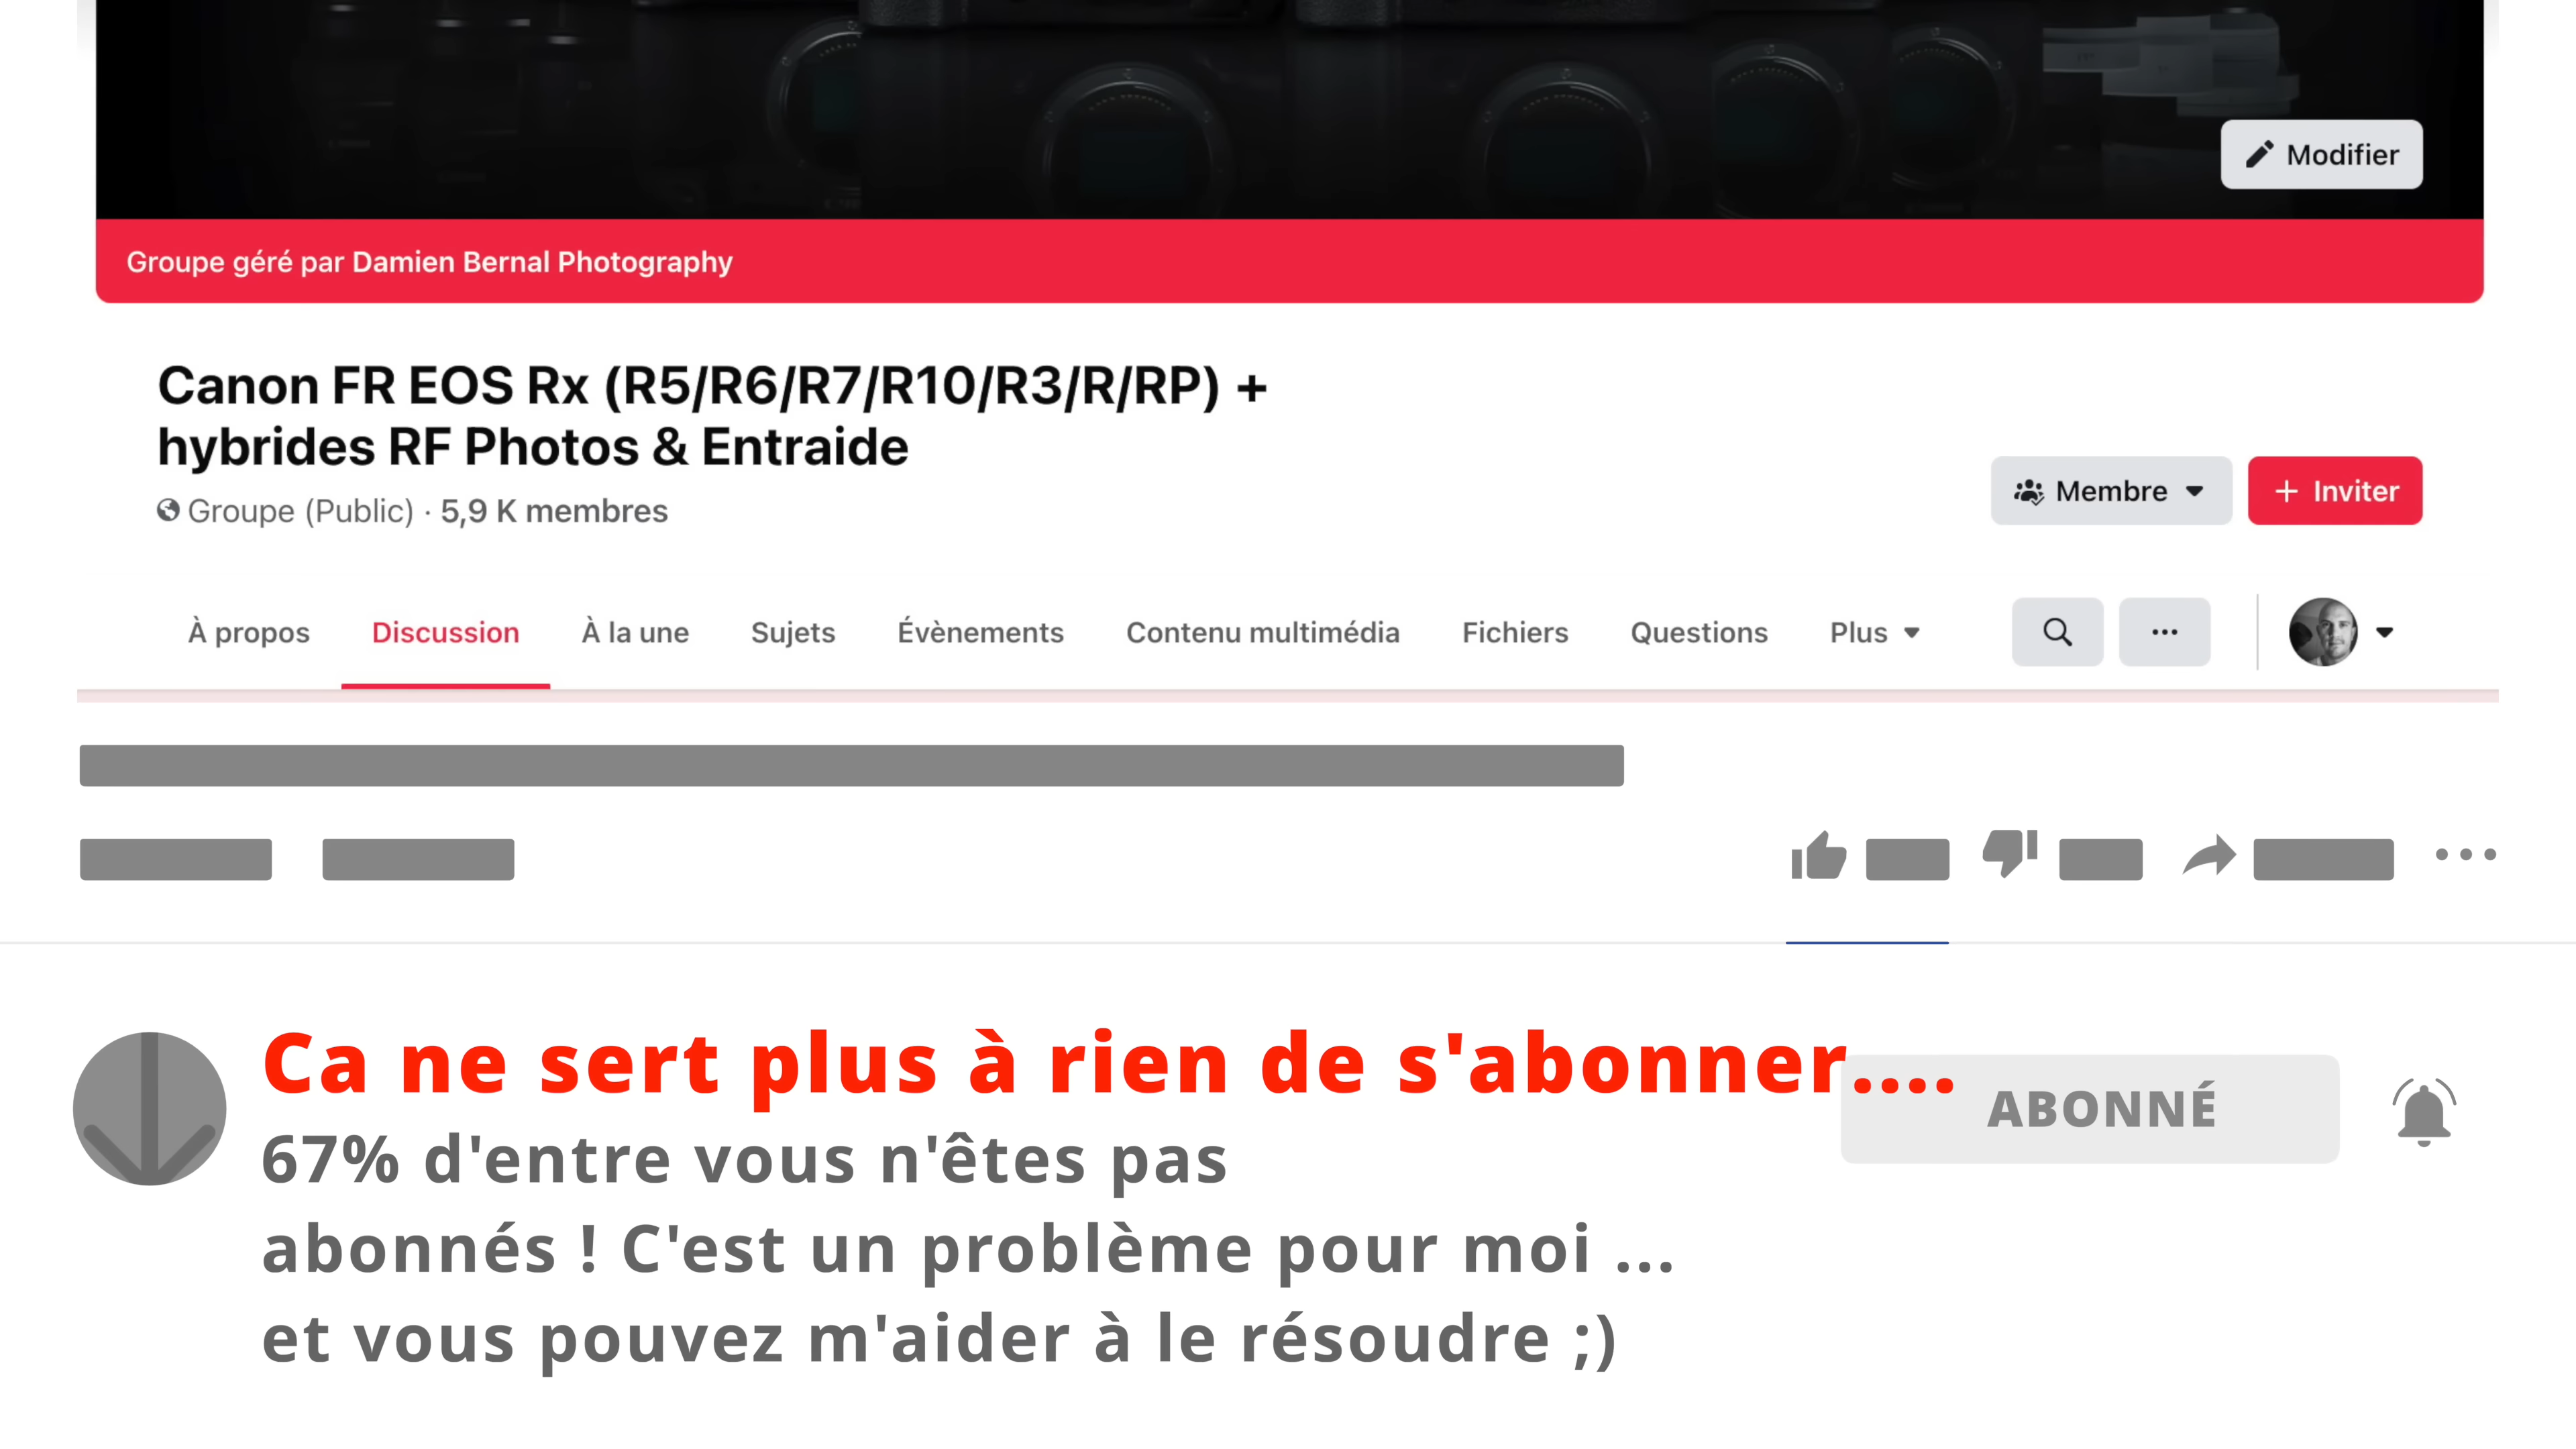 Modifier
Groupe géré par Damien Bernal Photography
Canon FR EOS Rx (R5/R6/R7/R10/R3/R/RP) +
hybrides RF Photos & Entraide
Groupe (Public) · 5,9 K membres
Membre
+ Inviter
À propos Discussion À la une Sujets Évènements Contenu multimédia Fichiers Questions Plus
Ca ne sert plus à rien de s'abonner....
ABONNÉ
67% d'entre vous n'êtes pas
abonnés ! C'est un problème pour moi ...
et vous pouvez m'aider à le résoudre ;)